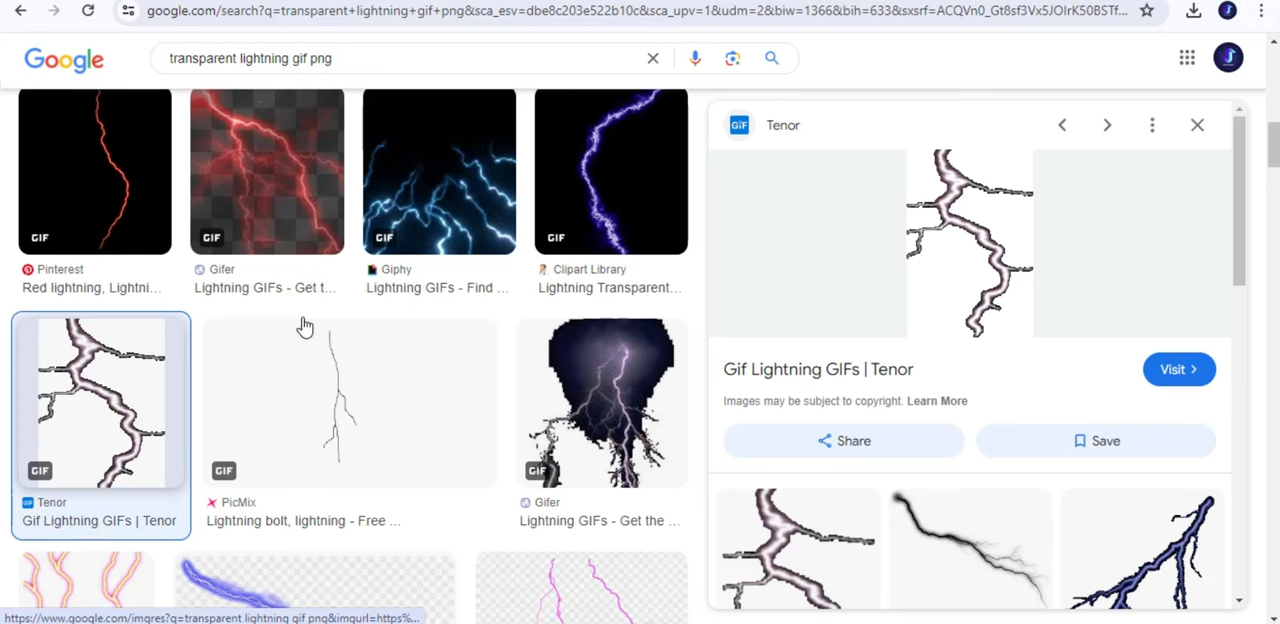 google.com/search?q=transparent+lightning+gif+png&sca_esv=dbe8c203e522b10c&sca_upv=1&udm=2&biw=1366&bih=633&sxsrf=ACQVn0_Gt8sf3Vx5JOIrK50BSTf...
Google
transparent lightning gif png
GIF
GIF
GIF
GIF
Pinterest
Gifer
Giphy
Clipart Library
Red lightning, Lightni...
Lightning GIFs - Get t...
Lightning GIFs - Find ...
Lightning Transparent...
GIF
GIF
GIF
Tenor
PicMix
Gifer
Gif Lightning GIFs | Tenor
Lightning bolt, lightning - Free ...
Lightning GIFs - Get the ...
GIF
Tenor
Gif Lightning GIFs | Tenor
Visit
Images may be subject to copyright. Learn More
Share
Save
https://www.google.com/imgres?q=transparent lightning gif png&imgurl=https%...